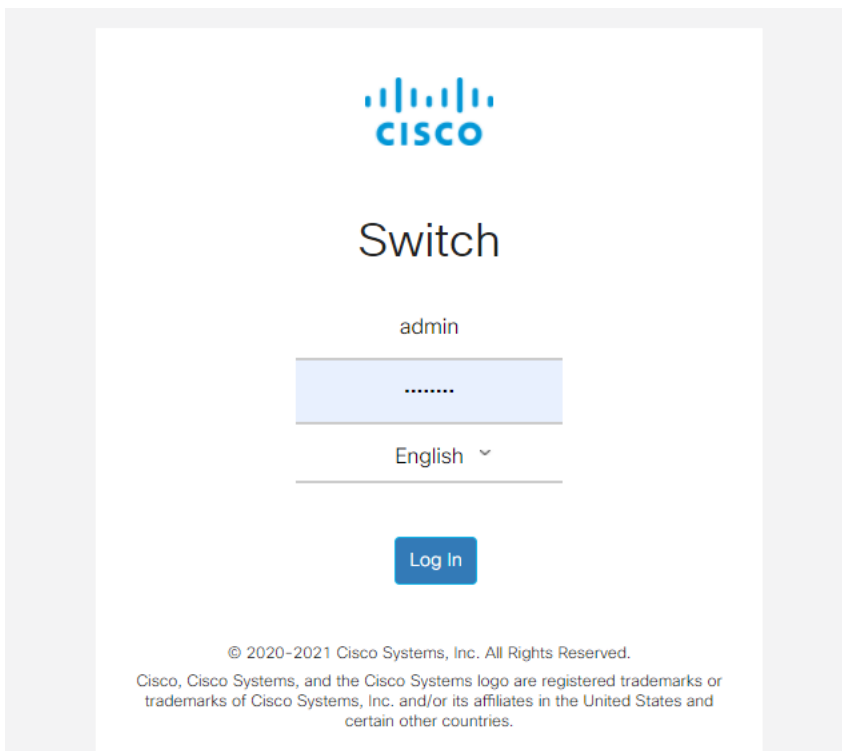 CISCO
Switch
admin
••••••••
English
Log In
© 2020-2021 Cisco Systems, Inc. All Rights Reserved.
Cisco, Cisco Systems, and the Cisco Systems logo are registered trademarks or
trademarks of Cisco Systems, Inc. and/or its affiliates in the United States and
certain other countries.